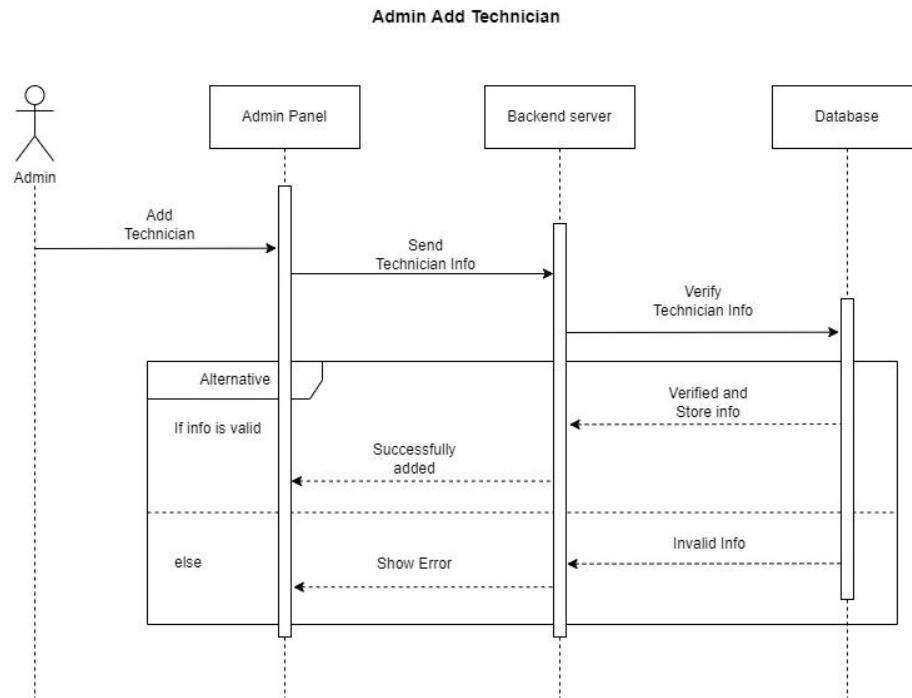 Admin Add Technician
Admin Panel
Backend server
Database
Admin
Add
Technician
Send
Technician Info
Verify
Technician Info
Alternative
Verified and
Store info
If info is valid
Successfully
added
Invalid Info
else
Show Error